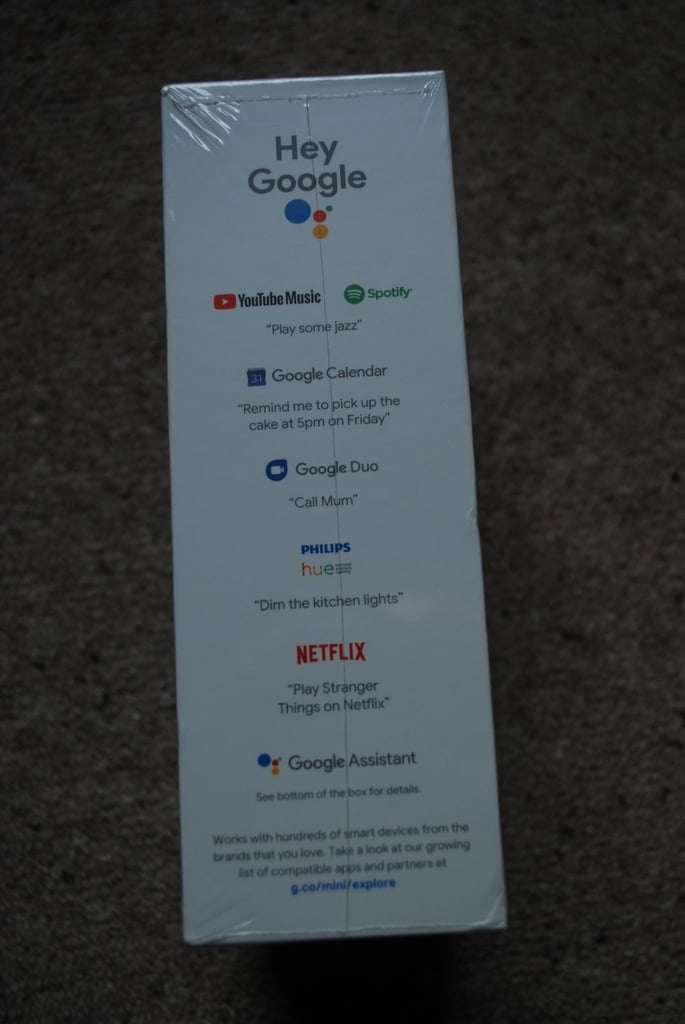 Hey
Google
YouTube Music Spotify
"Play some jazz"
31 Google Calendar
"Remind me to pick up the
cake at 5pm on Friday"
Google Duo
"Call Mum"
PHILIPS
hue
"Dim the kitchen lights"
NETFLIX
"Play Stranger
Things on Netflix"
Google Assistant
See bottom of the box for details.
Works with hundreds of smart devices from the
brands that you love. Take a look at our growing
list of compatible apps and partners at
g.co/mini/explore